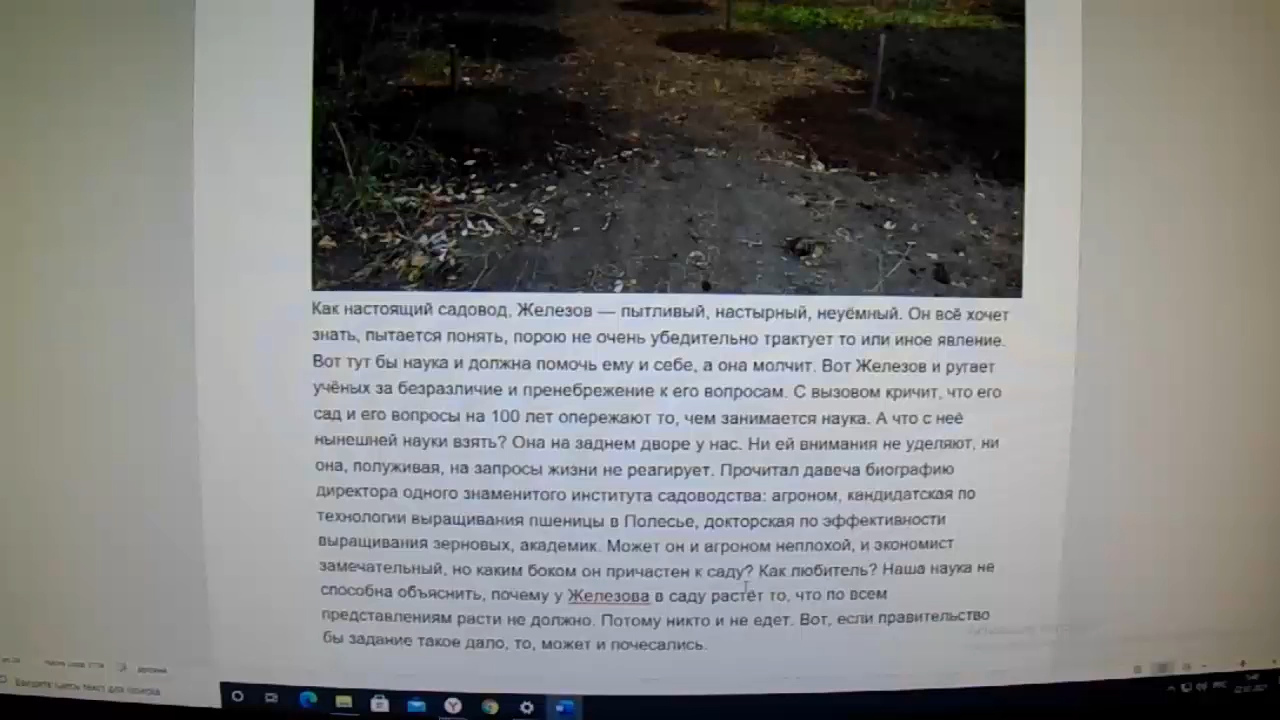 Как настоящий садовод, Железов — пытливый, настырный, неуёмный. Он всё хочет
знать, пытается понять, порою не очень убедительно трактует то или иное явление.
Вот тут бы наука и должна помочь ему и себе, а она молчит. Вот Железов и ругает
учёных за безразличие и пренебрежение к его вопросам. С вызовом кричит, что его
сад и его вопросы на 100 лет опережают то, чем занимается наука. А что с неё
нынешней науки взять? Она на заднем дворе у нас. Ни ей внимания не уделяют, ни
она, полуживая, на запросы жизни не реагирует. Прочитал давеча биографию
директора одного знаменитого института садоводства: агроном, кандидатская по
технологии выращивания пшеницы в Полесье, докторская по эффективности
выращивания зерновых, академик. Может он и агроном неплохой, и экономист
замечательный, но каким боком он причастен к саду? Как любитель? Наша наука не
способна объяснить, почему у Железова в саду растёт то, что по всем
представлениям расти не должно. Потому никто и не едет. Вот, если правительство
бы задание такое дало, то, может и почесались.
Введите здесь текст для поиска